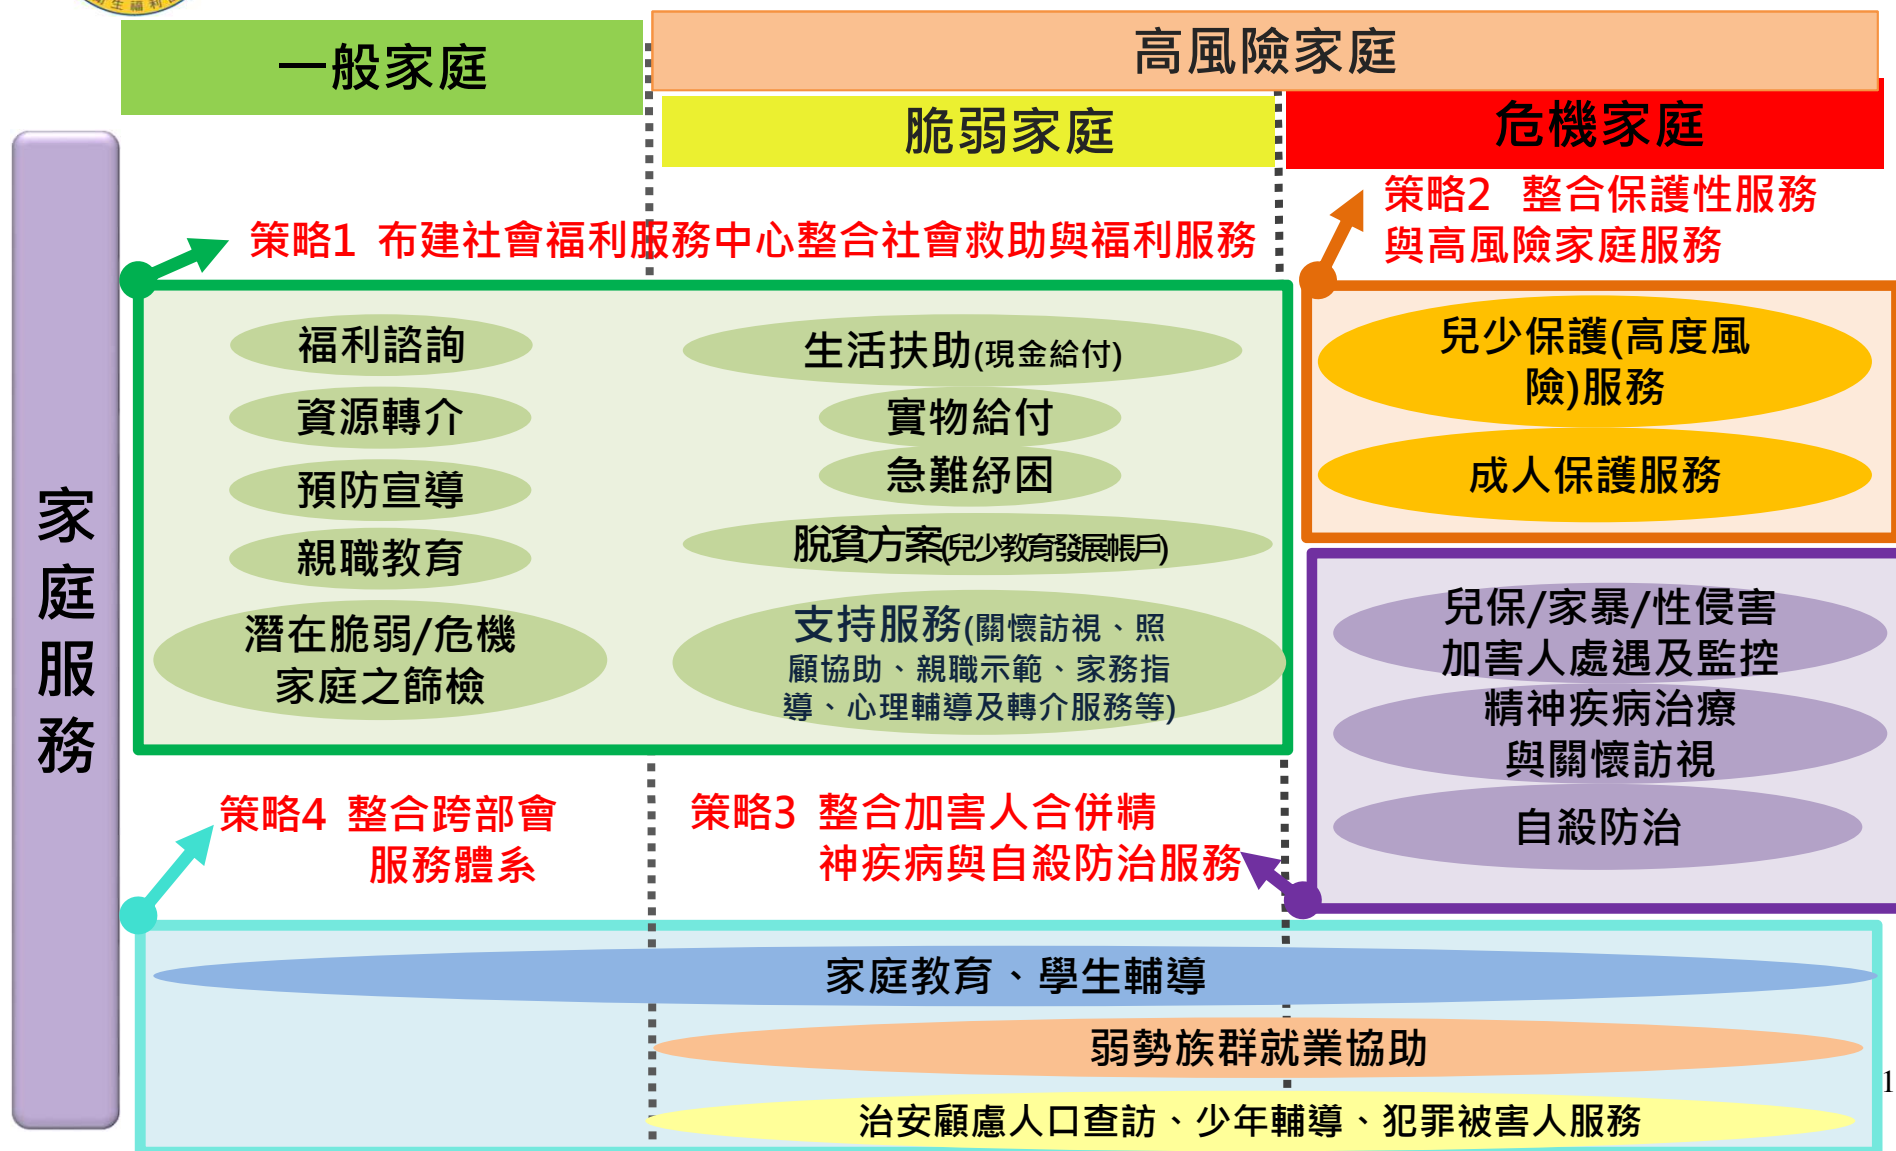 生福利
一般家庭
高風險家庭
脆弱家庭
危機家庭
家庭服務
策略1 布建社會福利服務中心整合社會救助與福利服務
策略2 整合保護性服務
與高風險家庭服務
福利諮詢
資源轉介
預防宣導
親職教育
潛在脆弱/危機
家庭之篩檢
生活扶助(現金給付)
實物給付
急難紓困
脫貧方案(兒少教育發展帳戶)
支持服務(關懷訪視、照
顧協助、親職示範、家務指
導、心理輔導及轉介服務等)
兒少保護(高度風
險)服務
成人保護服務
兒保/家暴/性侵害
加害人處遇及監控
精神疾病治療
與關懷訪視
自殺防治
策略4 整合跨部會
服務體系
策略3 整合加害人合併精
神疾病與自殺防治服務
家庭教育、學生輔導
弱勢族群就業協助
治安顧慮人口查訪、少年輔導、犯罪被害人服務
1